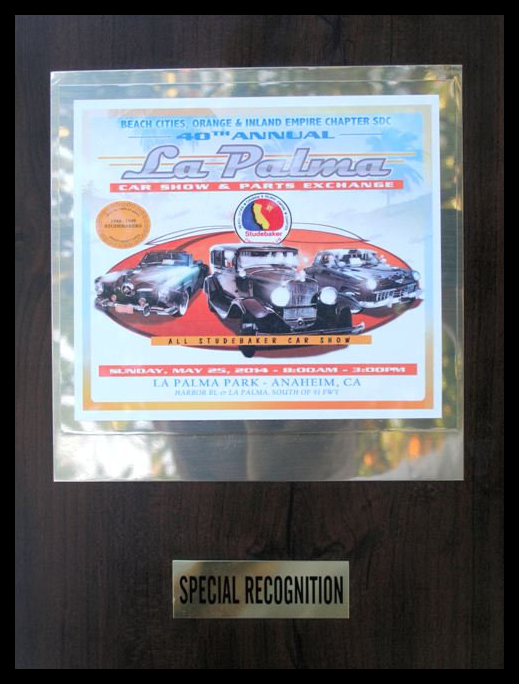 BEACH CITIES, ORANGE & INLAND EMPIRE CHAPTER SDC
40TH ANNUAL
La Palma
CAR SHOW & PARTS EXCHANGE
STUDEBAKERS
Studebaker
ALL STUDEBAKER CAR SHOW
SUNDAY, MAY 25, 2014 - 8:00AM - 3:00PM
LA PALMA PARK - ANAHEIM, CA
HARBOR BL @ LA PALMA, SOUTH OF 91 FWY
SPECIAL RECOGNITION